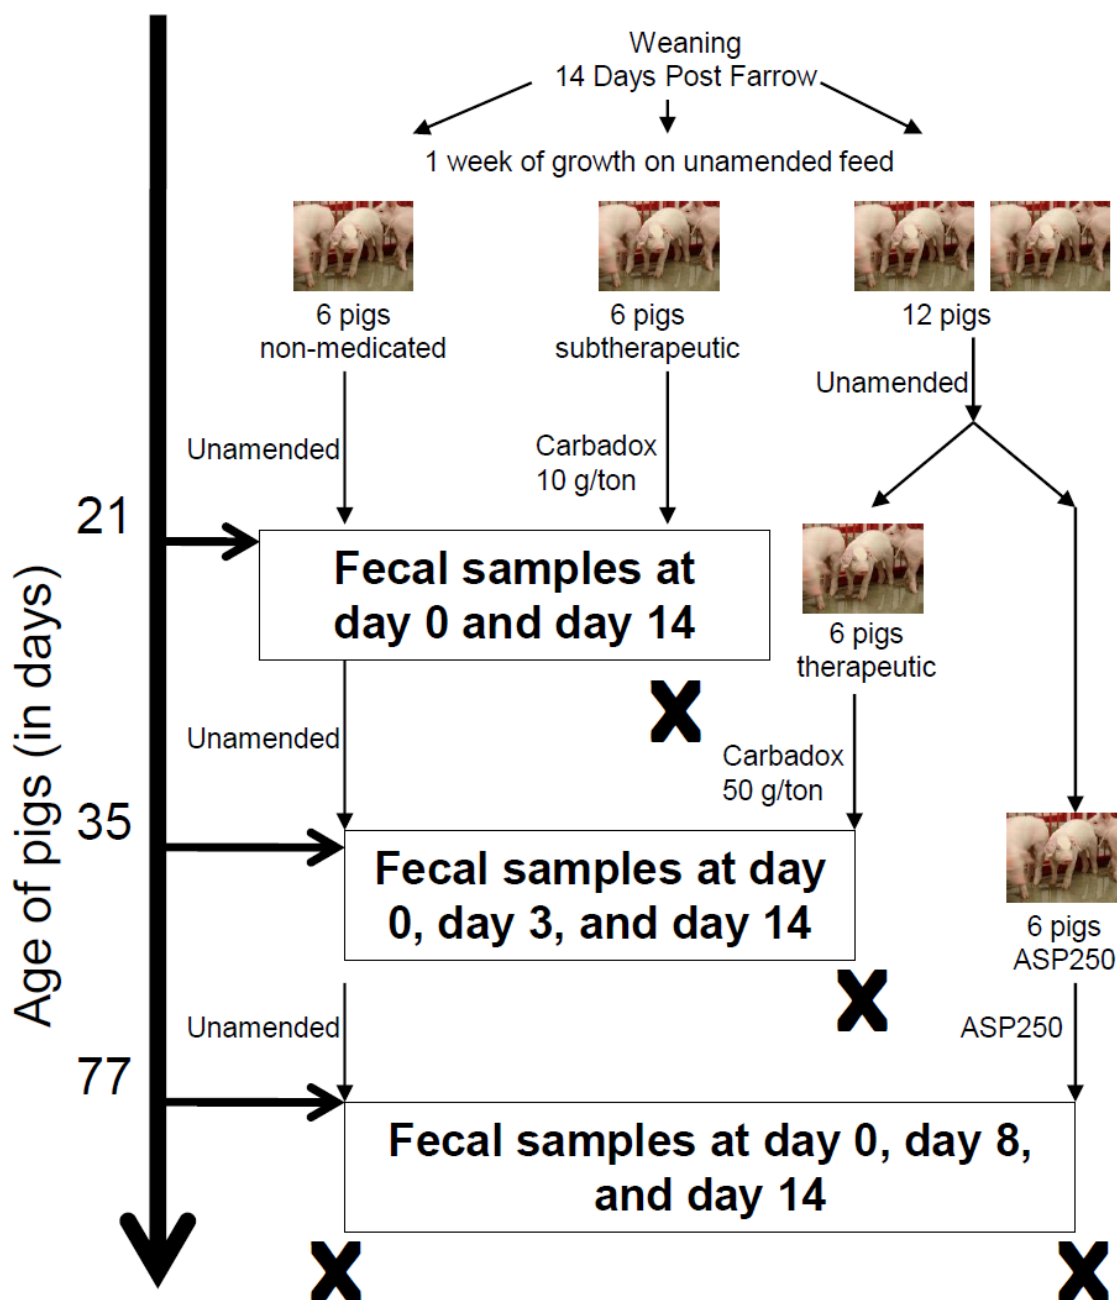 Weaning
14 Days Post Farrow
1 week of growth on unamended feed
6 pigs
non-medicated
6 pigs
subtherapeutic
12 pigs
Unamended
Unamended
Carbadox
10 g/ton
21
Fecal samples at
day 0 and day 14
6 pigs
therapeutic
X
Unamended
Carbadox
50 g/ton
35
Fecal samples at day
0, day 3, and day 14
6 pigs
ASP250
X
Unamended
ASP250
77
Fecal samples at day 0, day 8,
and day 14
X
X
Age of pigs (in days)